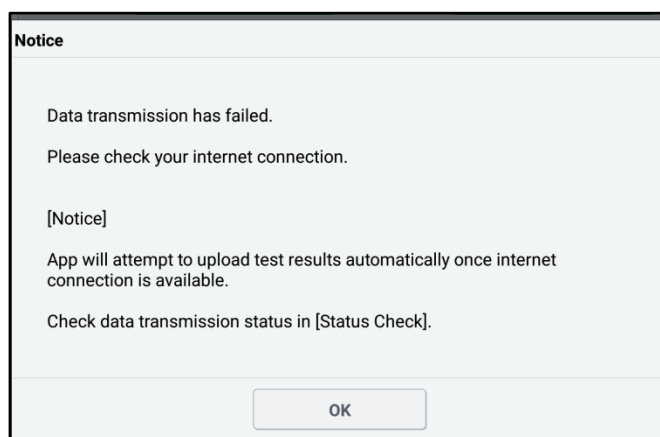 Notice
Data transmission has failed.
Please check your internet connection.
[Notice]
App will attempt to upload test results automatically once internet
connection is available.
Check data transmission status in [Status Check].
OK